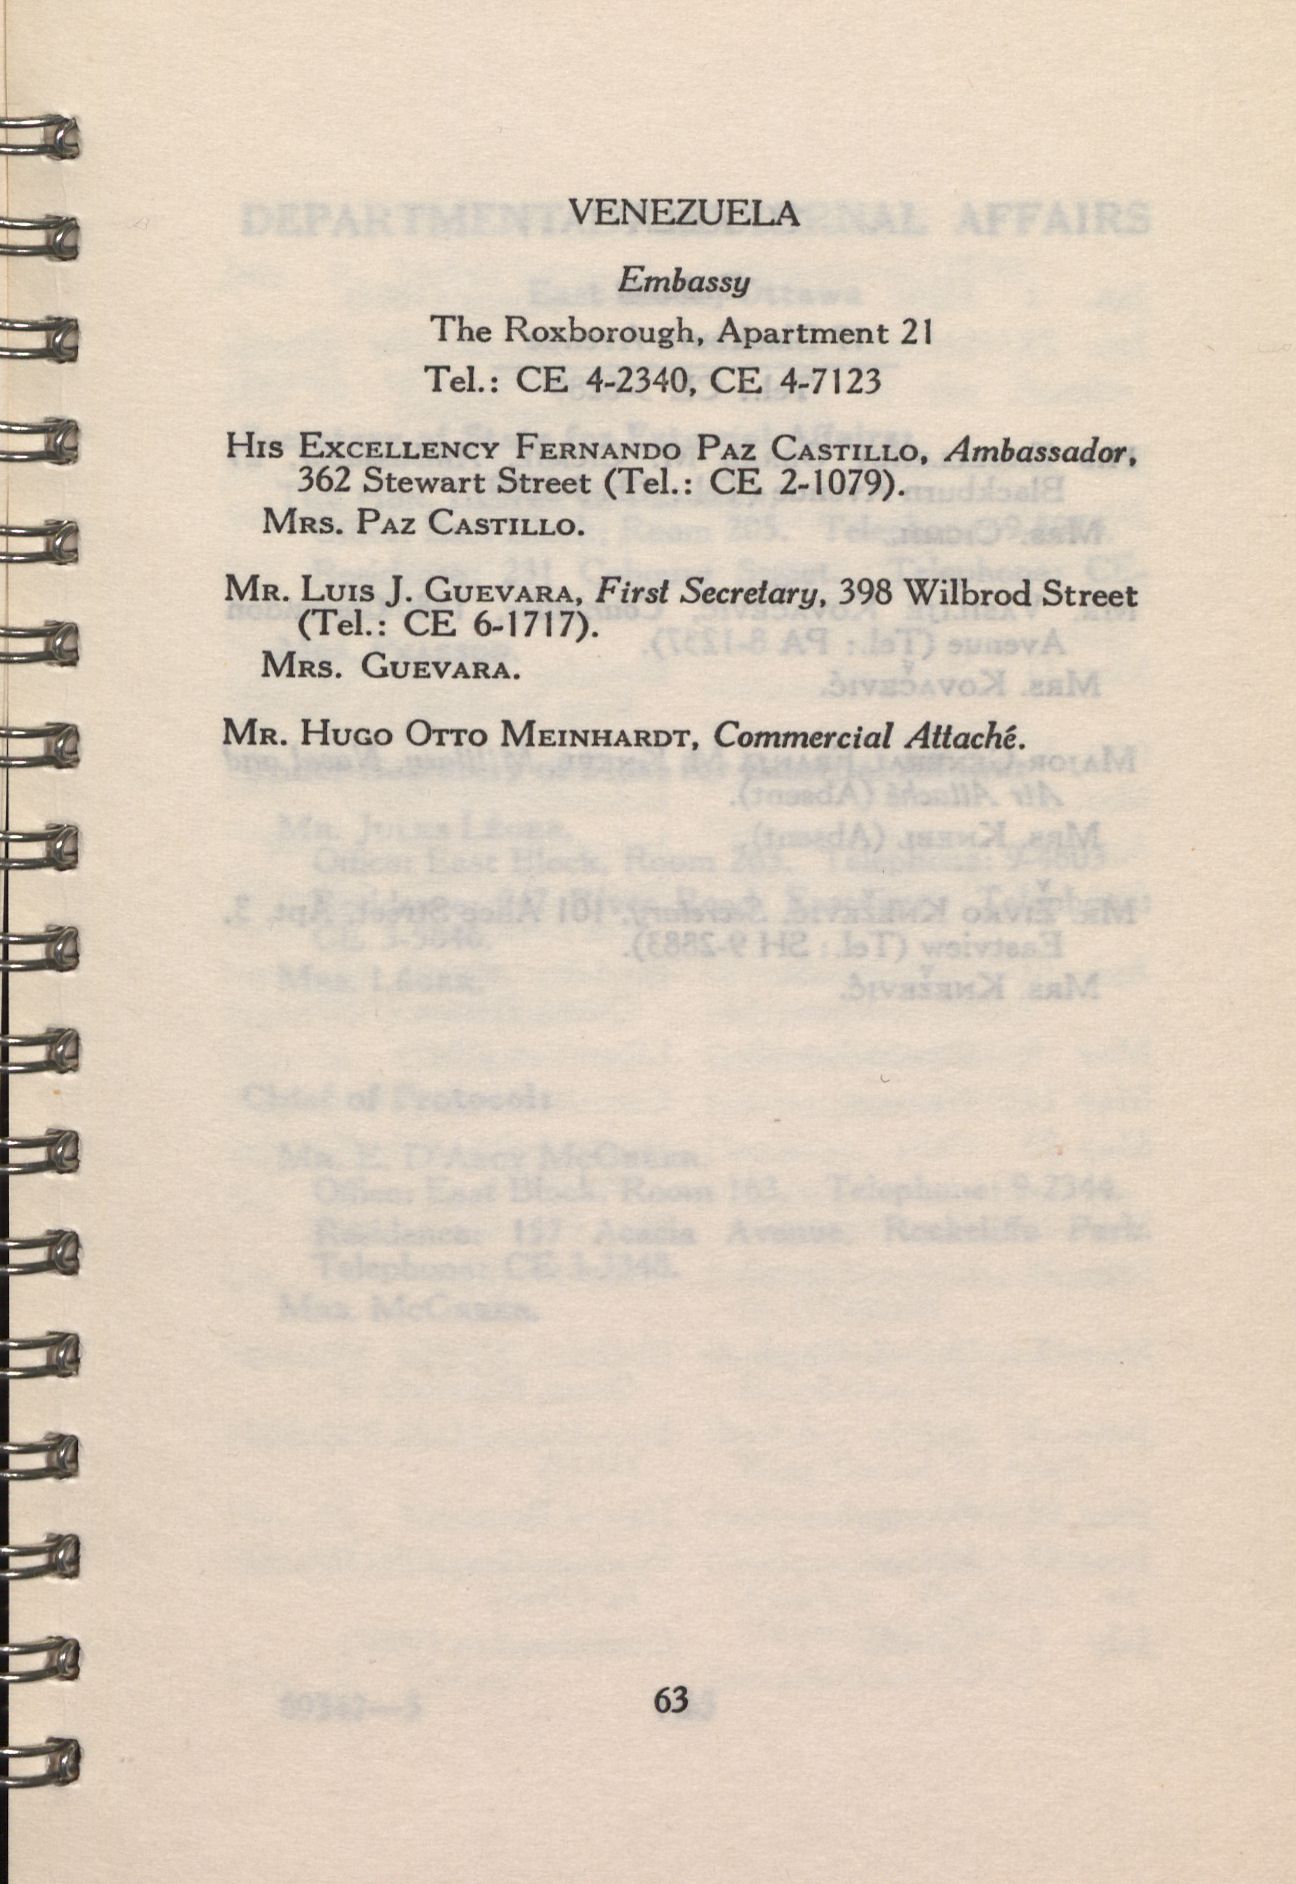 VENEZUELA
Embassy
The Roxborough, Apartment 21
Tel.: CE 4-2340, CE 4-7123
HIS EXCELLENCY FERNANDO PAZ CASTILLO, Ambassador,
362 Stewart Street (Tel.: CE 2-1079).
MRS. PAZ CASTILLO.
MR. LUIS J. GUEVARA, First Secretary, 398 Wilbrod Street
(Tel.: CE 6-1717).
MRS. GUEVARA.
MR. HUGO OTTO MEINHARDT, Commercial Attaché.
63